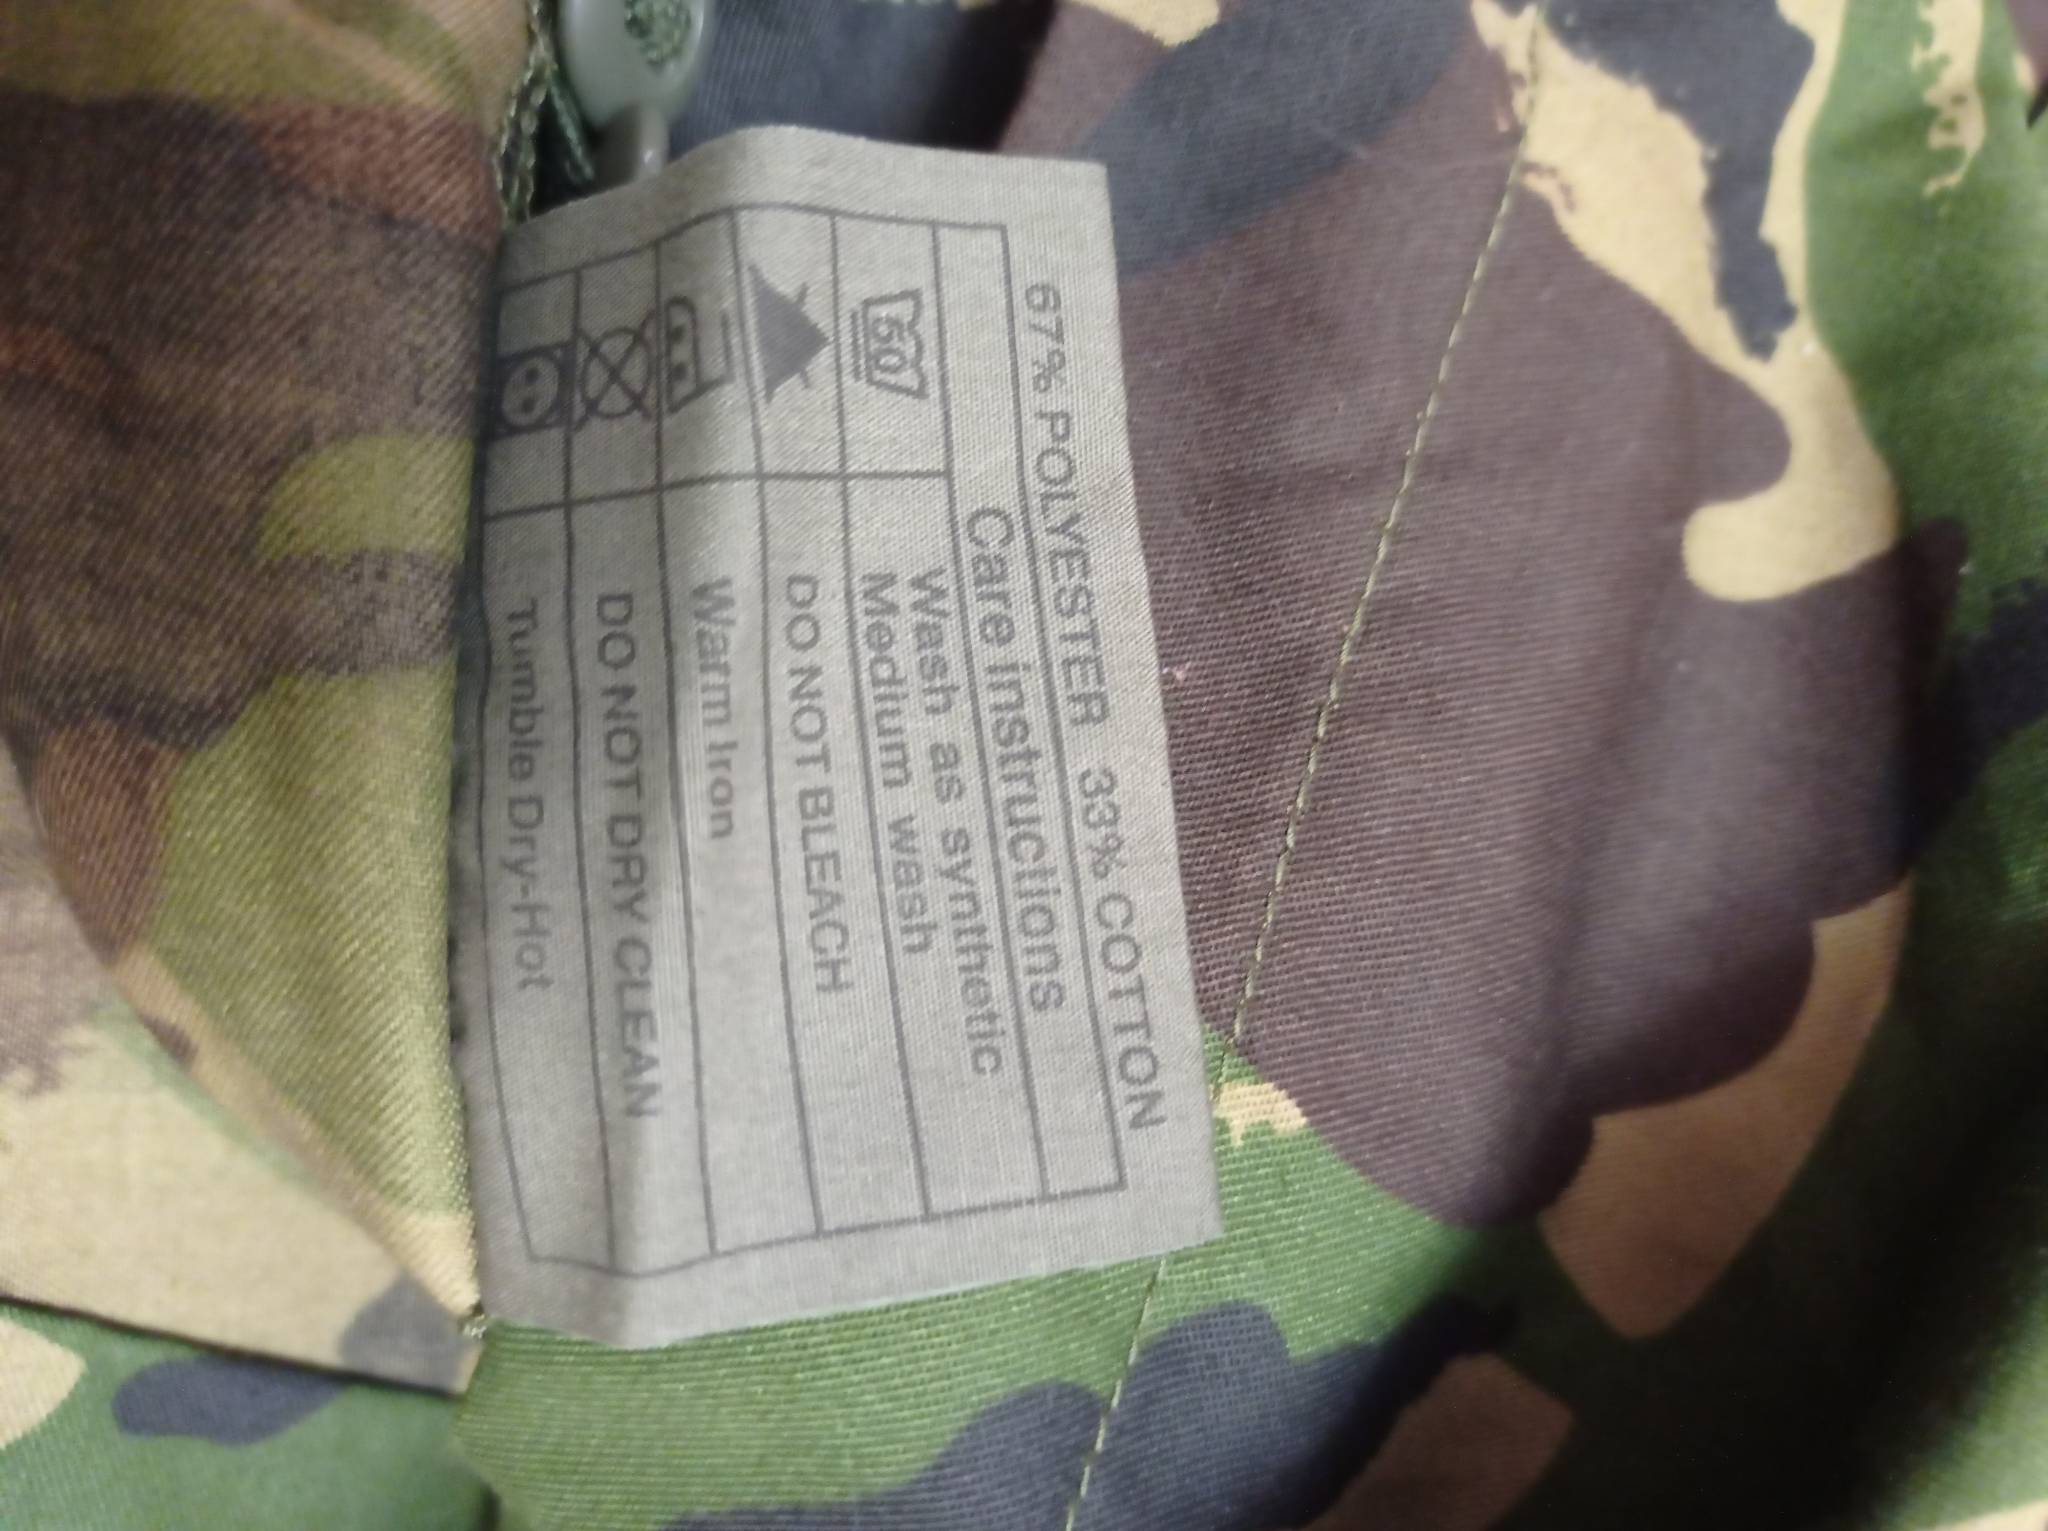 67% POLYESTER 33% COTTON
Care instructions
50
Wash as synthetic
Medium wash
DO NOT BLEACH
Warm Iron
DO NOT DRY CLEAN
Tumble Dry-Hot